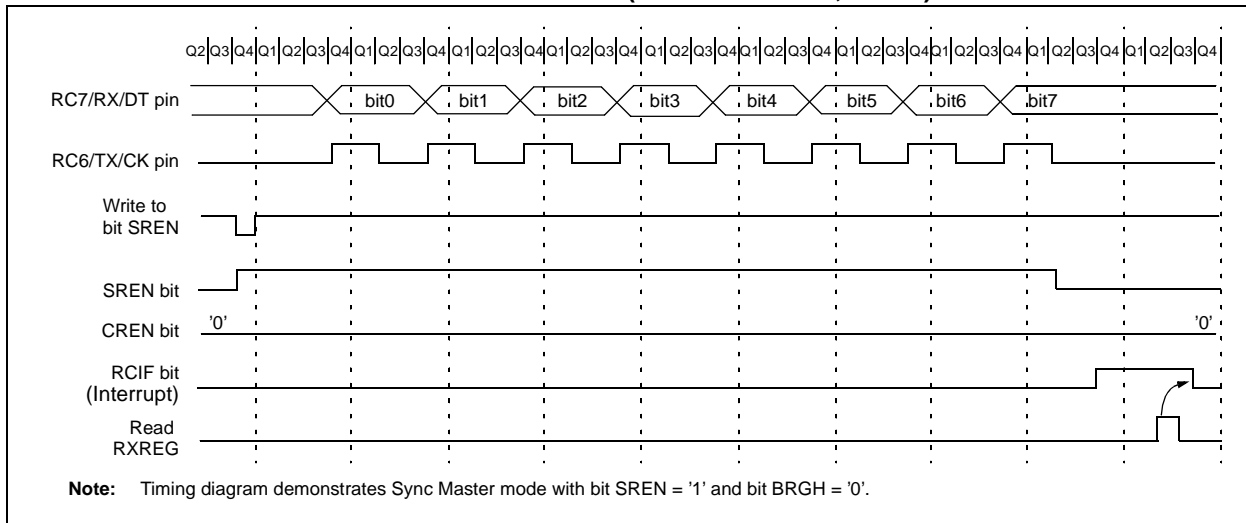 Q2 Q3 Q4 Q1 Q2 Q3 Q4 Q1 Q2 Q3 Q4 Q1 Q2 Q3 Q4 Q1 Q2 Q3 Q4 Q1 Q2 Q3 Q4 Q1 Q2 Q3 Q4 Q1 Q2 Q3 Q4 Q1 Q2 Q3 Q4 Q1 Q2 Q3 Q4 Q1 Q2 Q3 Q4
RC7/RX/DT pin bit0 bit1 bit2 bit3 bit4 bit5 bit6 bit7
RC6/TX/CK pin
Write to
bit SREN
SREN bit
CREN bit '0' '0'
RCIF bit
(Interrupt)
Read
RXREG
Note: Timing diagram demonstrates Sync Master mode with bit SREN = '1' and bit BRGH = '0'.